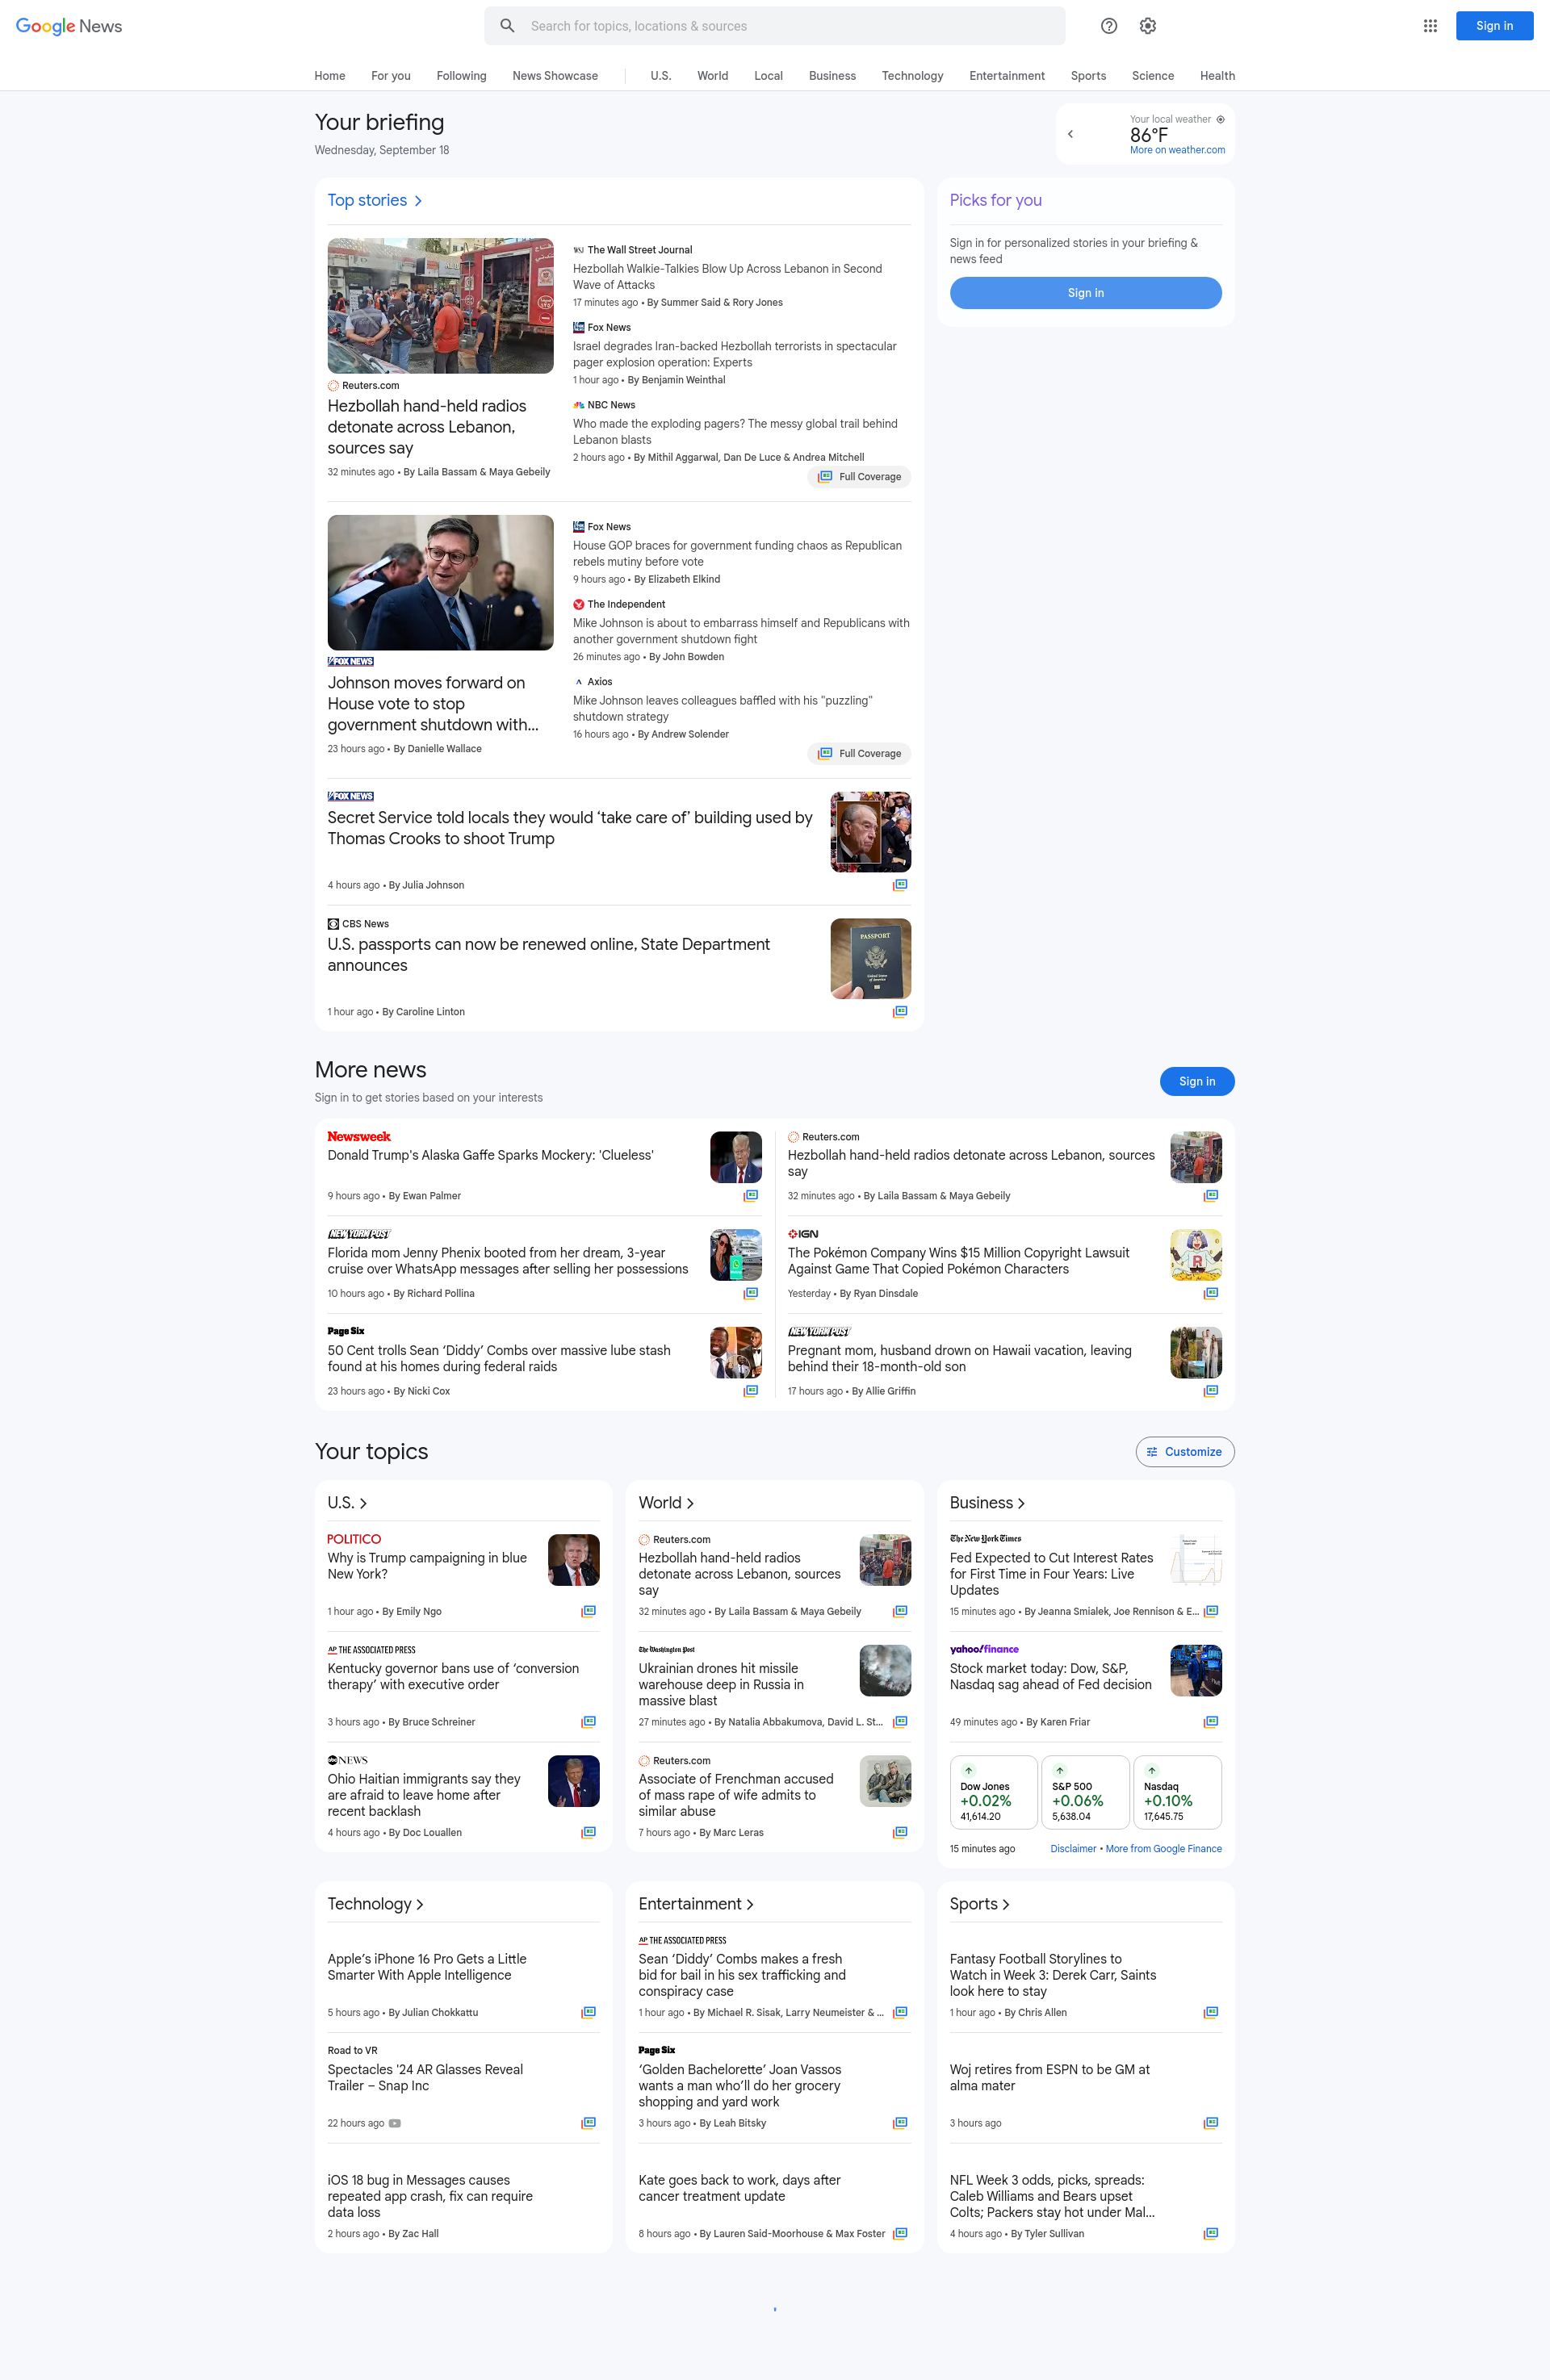 Google News
Search for topics, locations & sources
Sign in
Home For you Following News Showcase U.S. World Local Business Technology Entertainment Sports Science Health
Your briefing
Wednesday, September 18
Your local weather
86°F
More on weather.com
Top stories
Reuters.com
Hezbollah hand-held radios
detonate across Lebanon,
sources say
32 minutes ago • By Laila Bassam & Maya Gebeily
The Wall Street Journal
Hezbollah Walkie-Talkies Blow Up Across Lebanon in Second
Wave of Attacks
17 minutes ago • By Summer Said & Rory Jones
Fox News
Israel degrades Iran-backed Hezbollah terrorists in spectacular
pager explosion operation: Experts
1 hour ago • By Benjamin Weinthal
NBC News
Who made the exploding pagers? The messy global trail behind
Lebanon blasts
2 hours ago • By Mithil Aggarwal, Dan De Luce & Andrea Mitchell
Full Coverage
Picks for you
Sign in for personalized stories in your briefing &
news feed
Sign in
FOX NEWS
Johnson moves forward on
House vote to stop
government shutdown with...
23 hours ago • By Danielle Wallace
Fox News
House GOP braces for government funding chaos as Republican
rebels mutiny before vote
9 hours ago • By Elizabeth Elkind
The Independent
Mike Johnson is about to embarrass himself and Republicans with
another government shutdown fight
26 minutes ago • By John Bowden
Axios
Mike Johnson leaves colleagues baffled with his "puzzling"
shutdown strategy
16 hours ago • By Andrew Solender
Full Coverage
FOX NEWS
Secret Service told locals they would ‘take care of’ building used by
Thomas Crooks to shoot Trump
4 hours ago • By Julia Johnson
CBS News
U.S. passports can now be renewed online, State Department
announces
1 hour ago • By Caroline Linton
PASSPORT
United States
of America
More news
Sign in to get stories based on your interests
Sign in
Newsweek
Donald Trump's Alaska Gaffe Sparks Mockery: 'Clueless'
9 hours ago • By Ewan Palmer
Reuters.com
Hezbollah hand-held radios detonate across Lebanon, sources
say
32 minutes ago • By Laila Bassam & Maya Gebeily
NEW YORK POST
Florida mom Jenny Phenix booted from her dream, 3-year
cruise over WhatsApp messages after selling her possessions
10 hours ago • By Richard Pollina
IGN
The Pokémon Company Wins $15 Million Copyright Lawsuit
Against Game That Copied Pokémon Characters
R
Yesterday • By Ryan Dinsdale
Page Six
50 Cent trolls Sean ‘Diddy’ Combs over massive lube stash
found at his homes during federal raids
23 hours ago • By Nicki Cox
NEW YORK POST
Pregnant mom, husband drown on Hawaii vacation, leaving
behind their 18-month-old son
17 hours ago • By Allie Griffin
Your topics
Customize
U.S.
POLITICO
Why is Trump campaigning in blue
New York?
1 hour ago • By Emily Ngo
AP THE ASSOCIATED PRESS
Kentucky governor bans use of ‘conversion
therapy’ with executive order
3 hours ago • By Bruce Schreiner
abc NEWS
Ohio Haitian immigrants say they
are afraid to leave home after
recent backlash
4 hours ago • By Doc Louallen
World
Reuters.com
Hezbollah hand-held radios
detonate across Lebanon, sources
say
32 minutes ago • By Laila Bassam & Maya Gebeily
The Washington Post
Ukrainian drones hit missile
warehouse deep in Russia in
massive blast
27 minutes ago • By Natalia Abbakumova, David L. St...
Reuters.com
Associate of Frenchman accused
of mass rape of wife admits to
similar abuse
7 hours ago • By Marc Leras
Business
The New York Times
Fed Expected to Cut Interest Rates
for First Time in Four Years: Live
Updates
15 minutes ago • By Jeanna Smialek, Joe Rennison & E...
yahoo!finance
Stock market today: Dow, S&P,
Nasdaq sag ahead of Fed decision
49 minutes ago • By Karen Friar
Dow Jones
+0.02%
41,614.20
S&P 500
+0.06%
5,638.04
Nasdaq
+0.10%
17,645.75
15 minutes ago Disclaimer • More from Google Finance
Technology
Apple’s iPhone 16 Pro Gets a Little
Smarter With Apple Intelligence
5 hours ago • By Julian Chokkattu
Road to VR
Spectacles '24 AR Glasses Reveal
Trailer – Snap Inc
22 hours ago
iOS 18 bug in Messages causes
repeated app crash, fix can require
data loss
2 hours ago • By Zac Hall
Entertainment
AP THE ASSOCIATED PRESS
Sean ‘Diddy’ Combs makes a fresh
bid for bail in his sex trafficking and
conspiracy case
1 hour ago • By Michael R. Sisak, Larry Neumeister & ...
Page Six
‘Golden Bachelorette’ Joan Vassos
wants a man who’ll do her grocery
shopping and yard work
3 hours ago • By Leah Bitsky
Kate goes back to work, days after
cancer treatment update
8 hours ago • By Lauren Said-Moorhouse & Max Foster
Sports
Fantasy Football Storylines to
Watch in Week 3: Derek Carr, Saints
look here to stay
1 hour ago • By Chris Allen
Woj retires from ESPN to be GM at
alma mater
3 hours ago
NFL Week 3 odds, picks, spreads:
Caleb Williams and Bears upset
Colts; Packers stay hot under Mal...
4 hours ago • By Tyler Sullivan